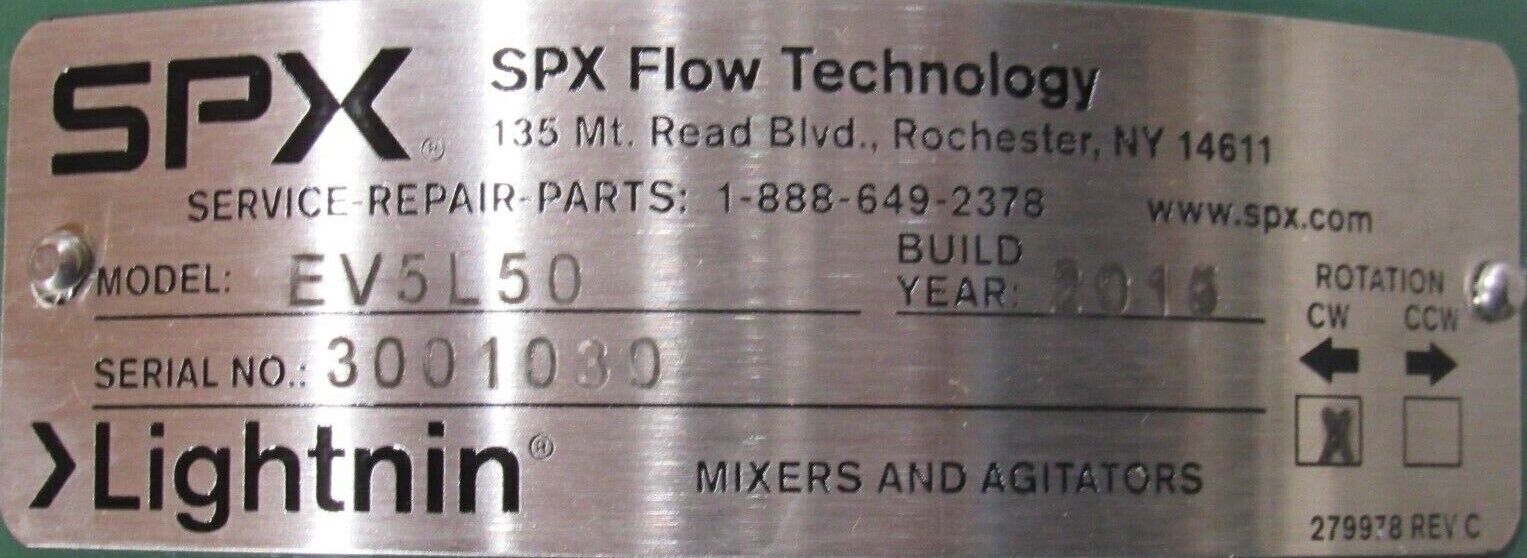 SPX® SPX Flow Technology
135 Mt. Read Blvd., Rochester, NY 14611
SERVICE-REPAIR-PARTS: 1-888-649-2378 www.spx.com
MODEL: EV5L50
BUILD YEAR:
ROTATION
CW CCW
SERIAL NO.: 3001030
X
>Lightnin®
MIXERS AND AGITATORS
279978 REV C